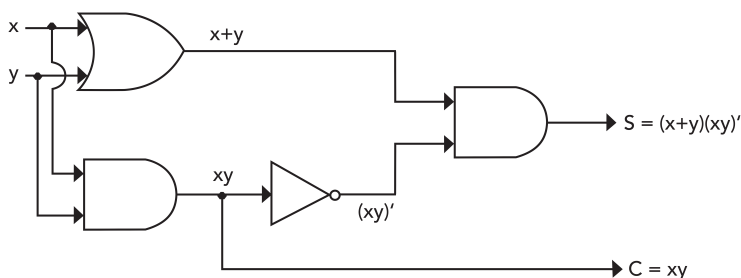 x
x+y
y
S = (x+y)(xy)′
xy
(xy)′
C = xy